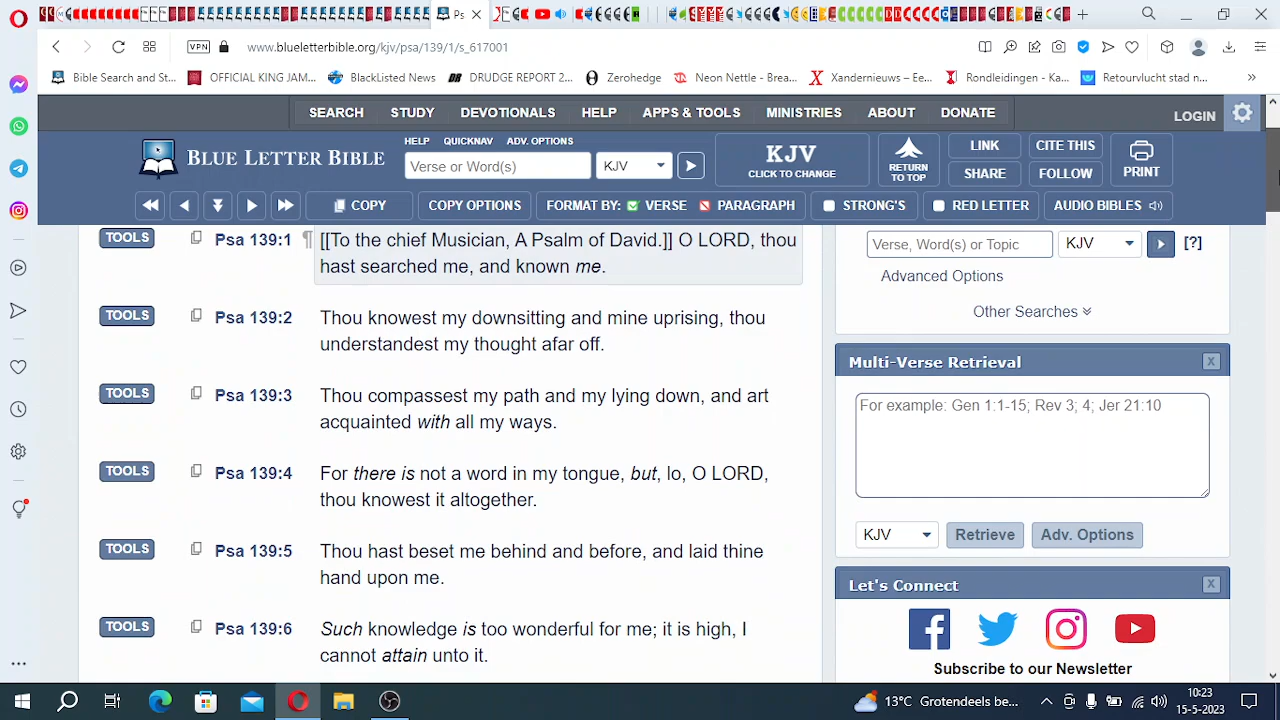 Ps
VPN
www.blueletterbible.org/kjv/psa/139/1/s_617001
Bible Search and St...
OFFICIAL KING JAM...
BlackListed News
DRUDGE REPORT 2...
Zerohedge
Neon Nettle - Brea...
Xandernieuws – Ee...
Rondleidingen - Ka...
Retourvlucht stad n...
SEARCH
STUDY
DEVOTIONALS
HELP
APPS & TOOLS
MINISTRIES
ABOUT
DONATE
LOGIN
BLUE LETTER BIBLE
HELP
QUICKNAV
ADV. OPTIONS
Verse or Word(s)
KJV
KJV
CLICK TO CHANGE
RETURN
TO TOP
LINK
CITE THIS
SHARE
FOLLOW
PRINT
COPY
COPY OPTIONS
FORMAT BY:
VERSE
PARAGRAPH
STRONG'S
RED LETTER
AUDIO BIBLES
TOOLS
Psa 139:1
¶
[[To the chief Musician, A Psalm of David.]] O LORD, thou
hast searched me, and known me.
TOOLS
Psa 139:2
Thou knowest my downsitting and mine uprising, thou
understandest my thought afar off.
TOOLS
Psa 139:3
Thou compassest my path and my lying down, and art
acquainted with all my ways.
TOOLS
Psa 139:4
For there is not a word in my tongue, but, lo, O LORD,
thou knowest it altogether.
TOOLS
Psa 139:5
Thou hast beset me behind and before, and laid thine
hand upon me.
TOOLS
Psa 139:6
Such knowledge is too wonderful for me; it is high, I
cannot attain unto it.
Verse, Word(s) or Topic
KJV
[?]
Advanced Options
Other Searches
Multi-Verse Retrieval
For example: Gen 1:1-15; Rev 3; 4; Jer 21:10
KJV
Retrieve
Adv. Options
Let's Connect
Subscribe to our Newsletter
13°C Grotendeels be...
10:23
15-5-2023